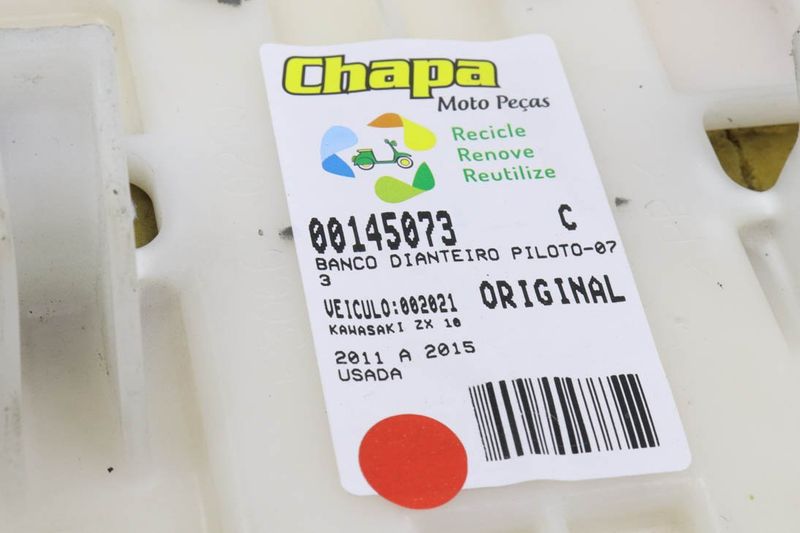 Chapa
Moto Peças
Recicle
Renove
Reutilize
00145073 C
BANCO DIANTEIRO PILOTO-07
3
ORIGINAL
VEICULO:002021
KAWASAKI ZX 10
2011 A 2015
USADA